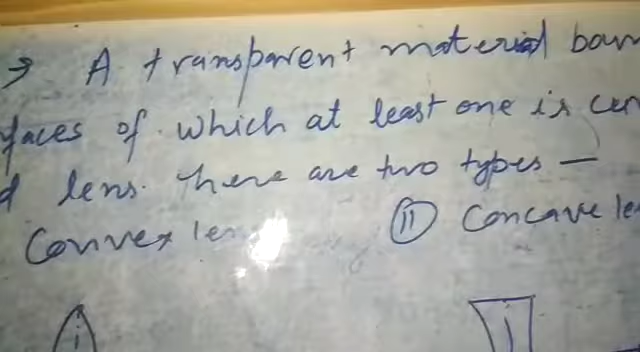 → A transparent material boun
faces of which at least one is cur
d lens. There are two types —
Convex len (II) Concave le